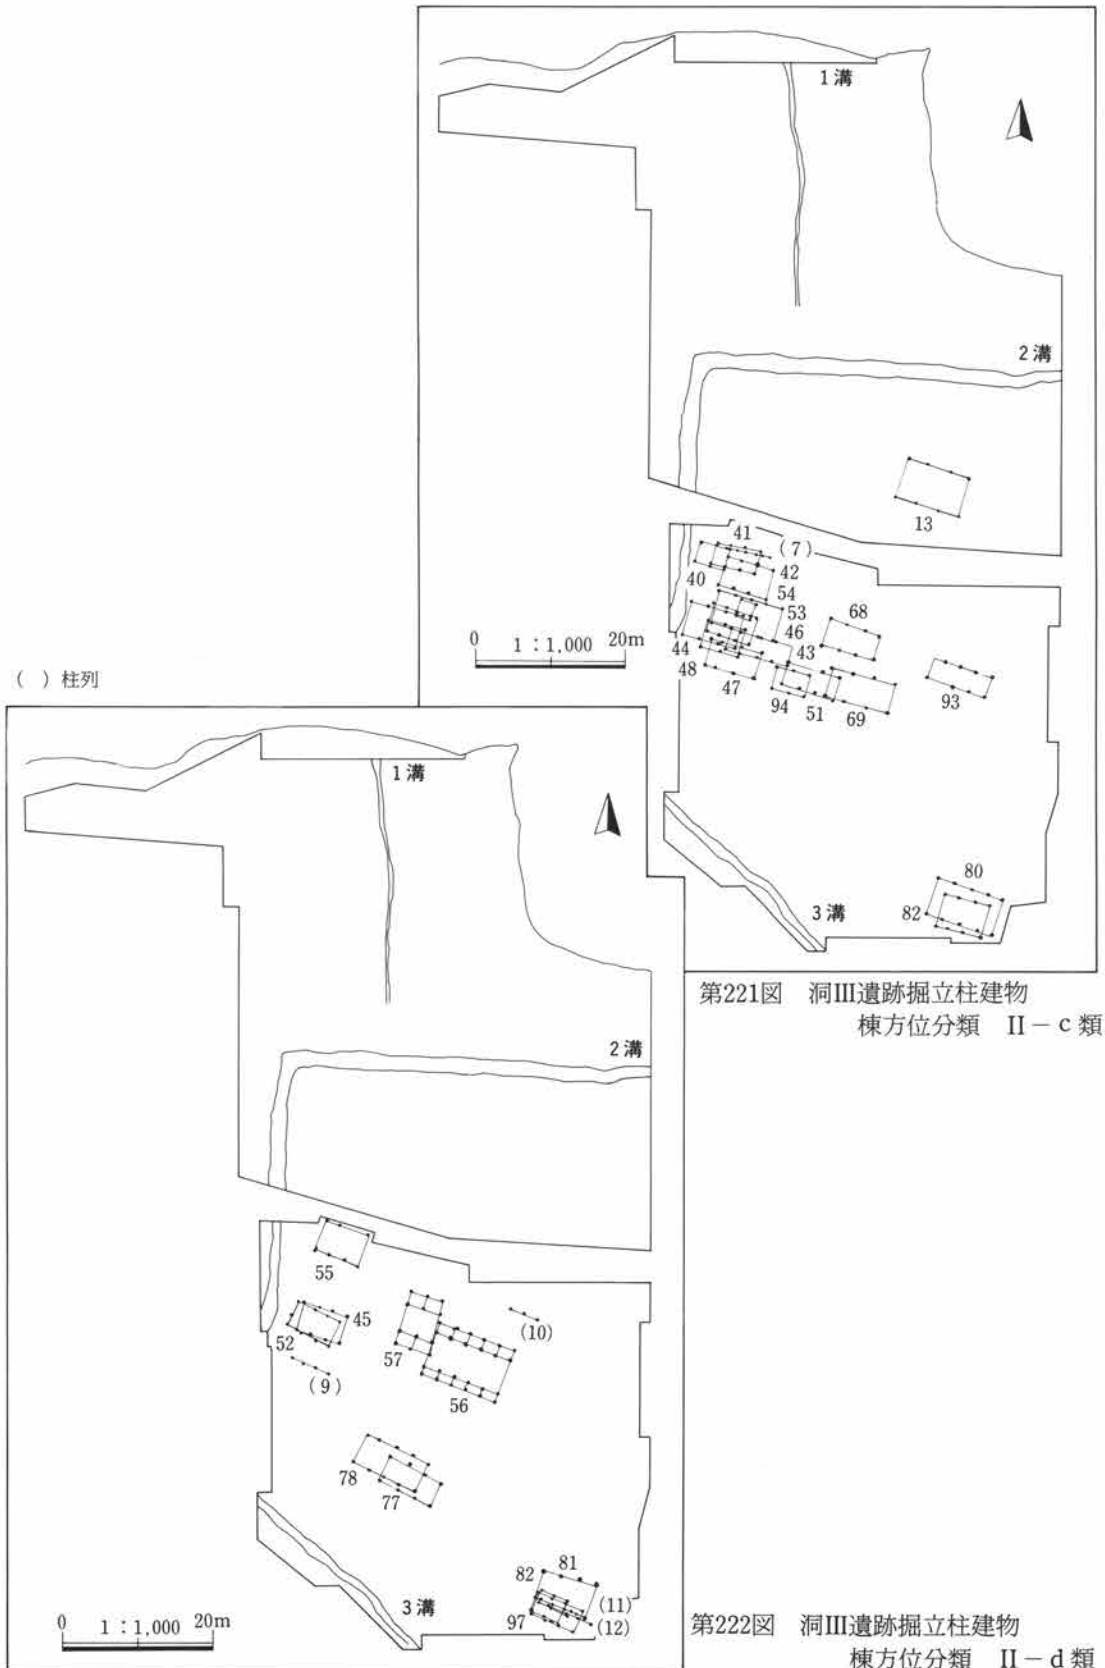 1溝
2溝
13
41
(7)
40
42
54
53
68
46
44
43
48
47
94
51
69
93
0 1:1,000 20m
80
82
3溝
( )柱列
第221図 洞III遺跡掘立柱建物
棟方位分類 II-c類
1溝
2溝
55
45
52
(9)
57
(10)
56
78
77
82
81
(11)
97
(12)
3溝
0 1:1,000 20m
第222図 洞III遺跡掘立柱建物
棟方位分類 II-d類